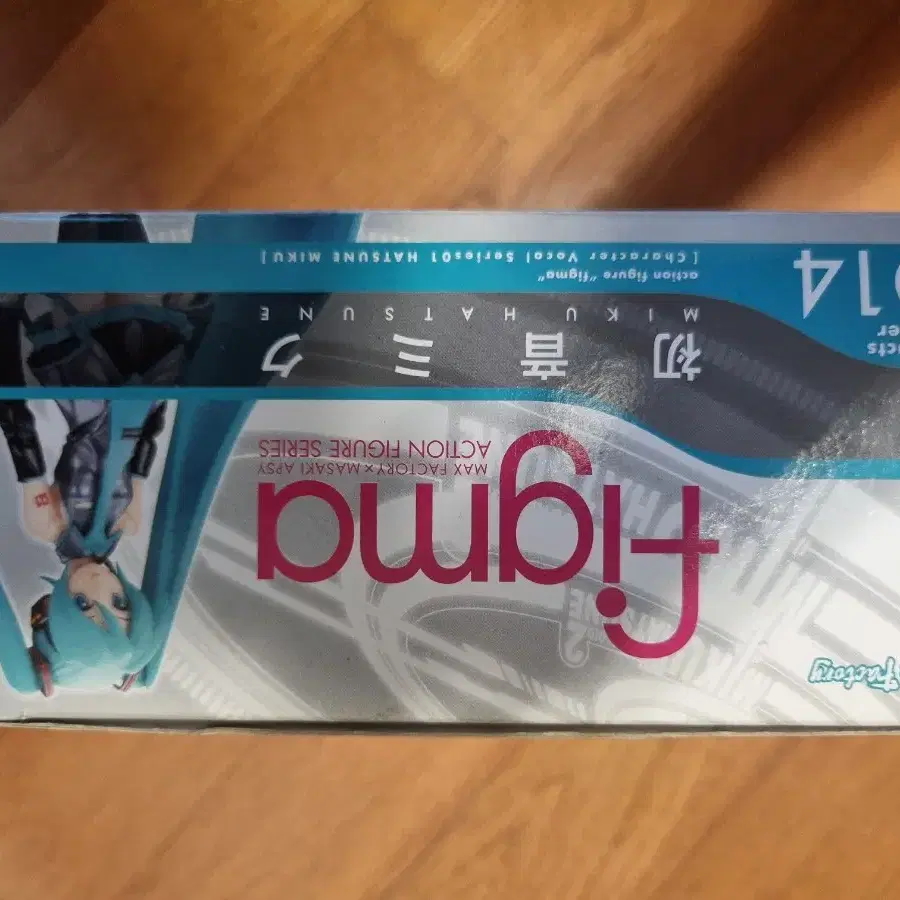 Factory
figma
MAX FACTORY × MASAKI APSY
ACTION FIGURE SERIES
初音ミク
MIKU HATSUNE
action figure "figma"
[ Character Vocal Series01 HATSUNE MIKU ]
014